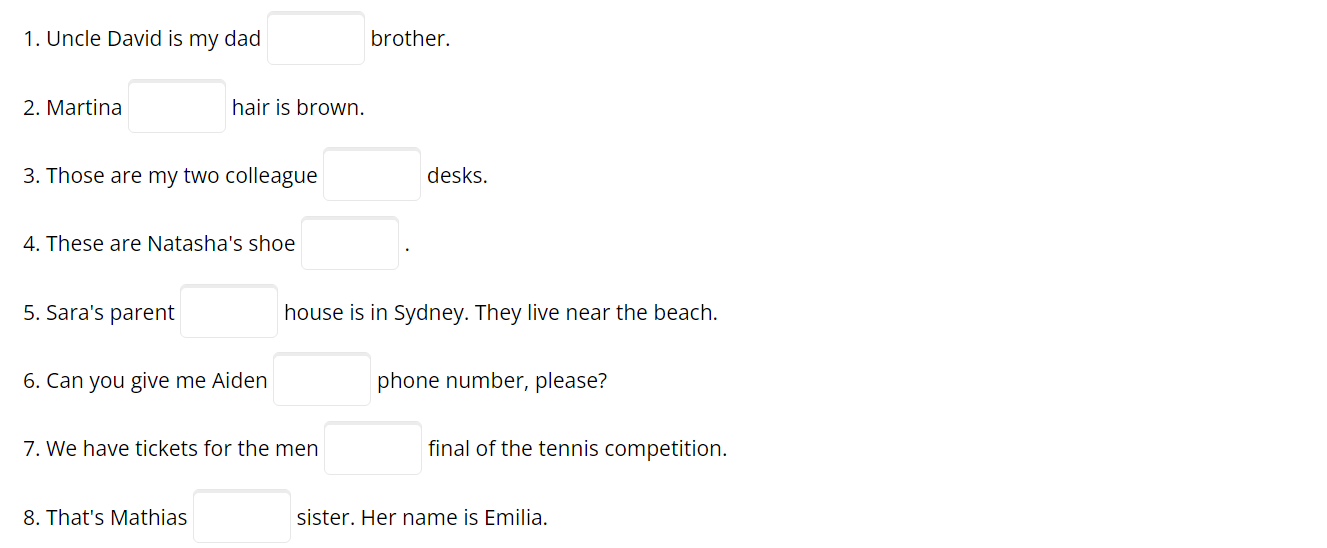 1. Uncle David is my dad brother.
2. Martina hair is brown.
3. Those are my two colleague desks.
4. These are Natasha's shoe .
5. Sara's parent house is in Sydney. They live near the beach.
6. Can you give me Aiden phone number, please?
7. We have tickets for the men final of the tennis competition.
8. That's Mathias sister. Her name is Emilia.